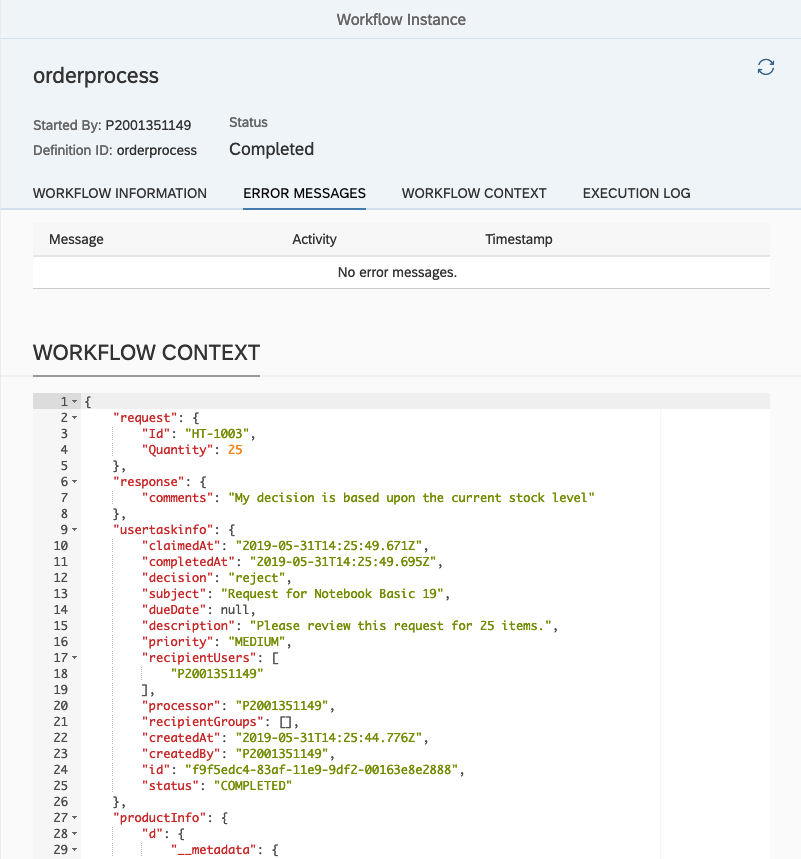 Workflow Instance
orderprocess
Started By: P2001351149
Status
Definition ID: orderprocess
Completed
WORKFLOW INFORMATION ERROR MESSAGES WORKFLOW CONTEXT EXECUTION LOG
Message Activity Timestamp
No error messages.
WORKFLOW CONTEXT
1 {
2 "request": {
3 "Id": "HT-1003",
4 "Quantity": 25
5 },
6 "response": {
7 "comments": "My decision is based upon the current stock level"
8 },
9 "usertaskinfo": {
10 "claimedAt": "2019-05-31T14:25:49.671Z",
11 "completedAt": "2019-05-31T14:25:49.695Z",
12 "decision": "reject",
13 "subject": "Request for Notebook Basic 19",
14 "dueDate": null,
15 "description": "Please review this request for 25 items.",
16 "priority": "MEDIUM",
17 "recipientUsers": [
18 "P2001351149"
19 ],
20 "processor": "P2001351149",
21 "recipientGroups": [],
22 "createdAt": "2019-05-31T14:25:44.776Z",
23 "createdBy": "P2001351149",
24 "id": "f9f5edc4-83af-11e9-9df2-00163e8e2888",
25 "status": "COMPLETED"
26 },
27 "productInfo": {
28 "d": {
29 "__metadata": {